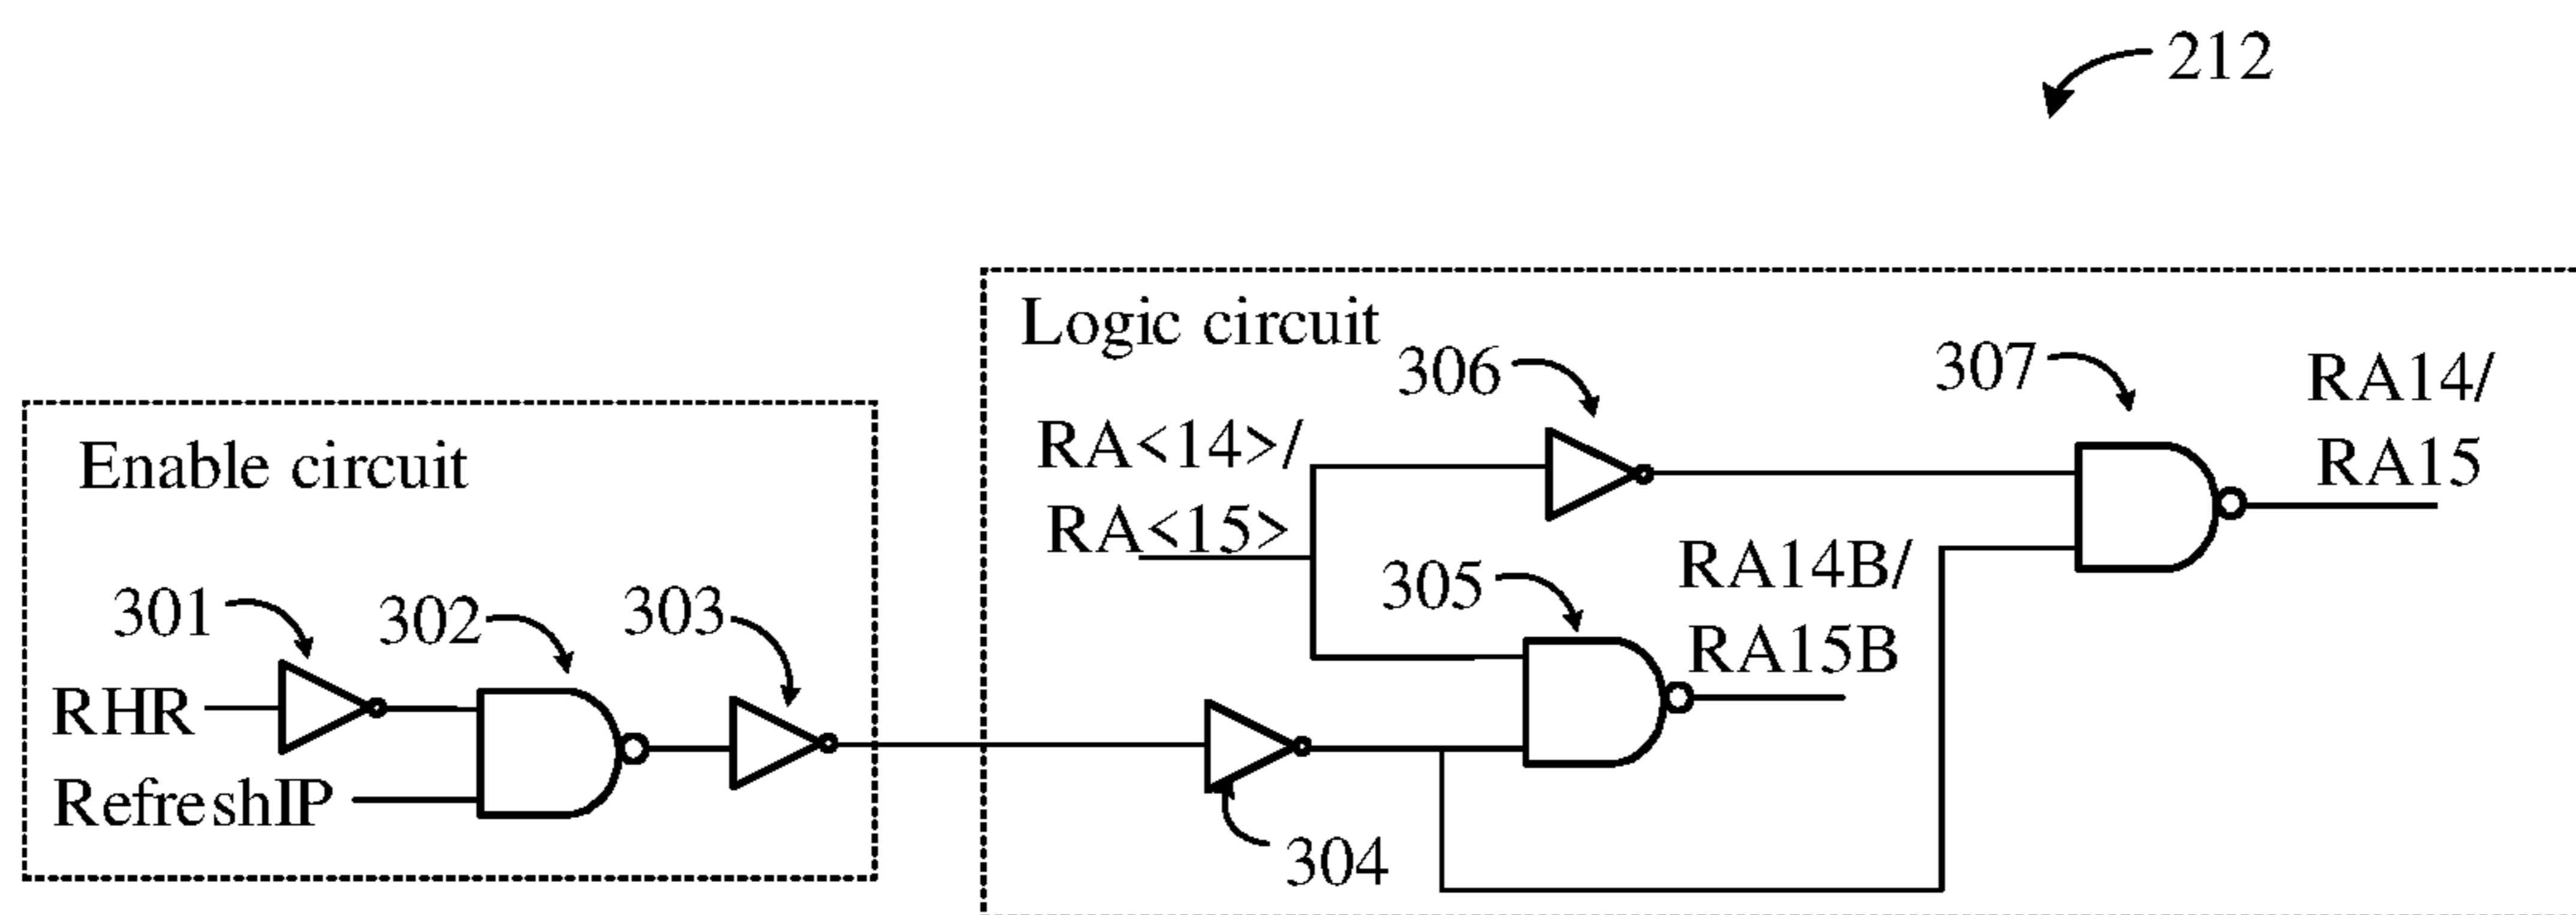 212
Logic circuit
306
307
RA14/
RA15
RA<14>/
RA<15>
Enable circuit
305
RA14B/
RA15B
301
302
303
RHR
RefreshIP
304